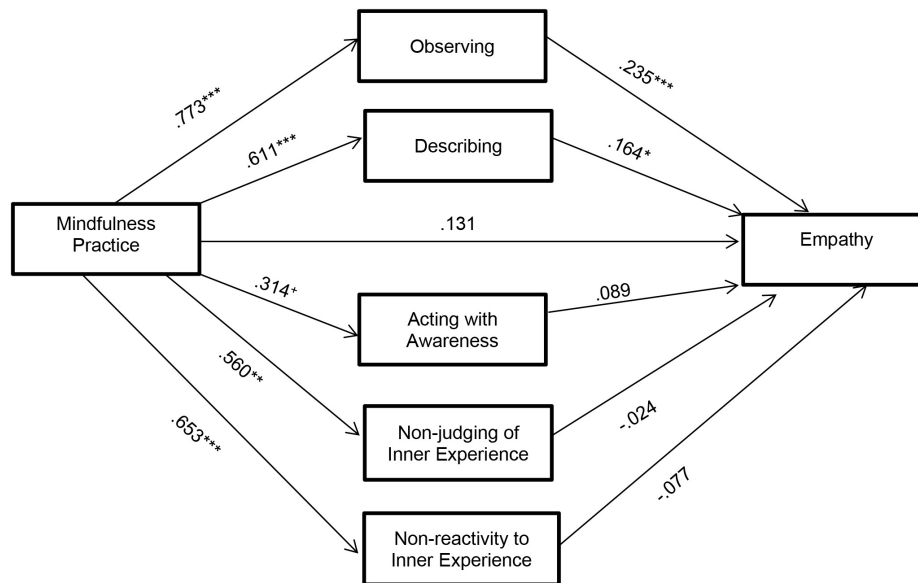 Observing
.773***
.235***
.611***
Describing
.164*
Mindfulness
Practice
.131
Empathy
.314+
Acting with
Awareness
.089
.560**
Non-judging of
Inner Experience
-.024
.653***
Non-reactivity to
Inner Experience
-.077